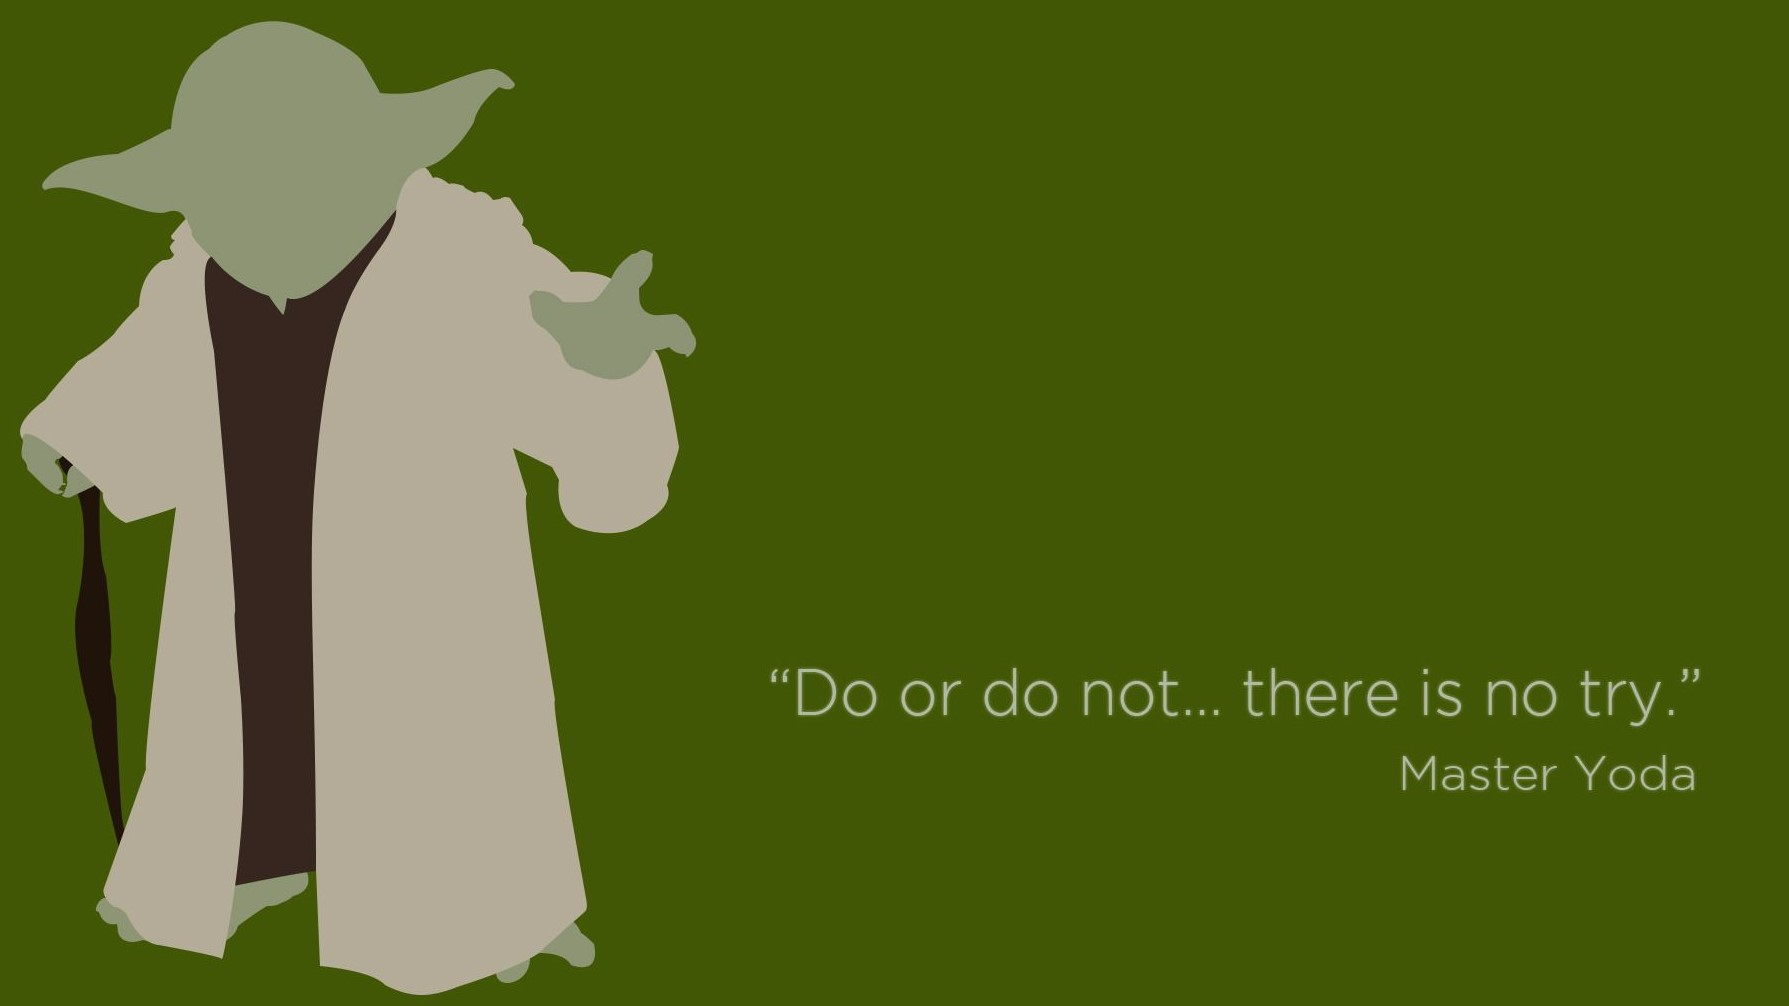 “Do or do not... there is no try.”
Master Yoda